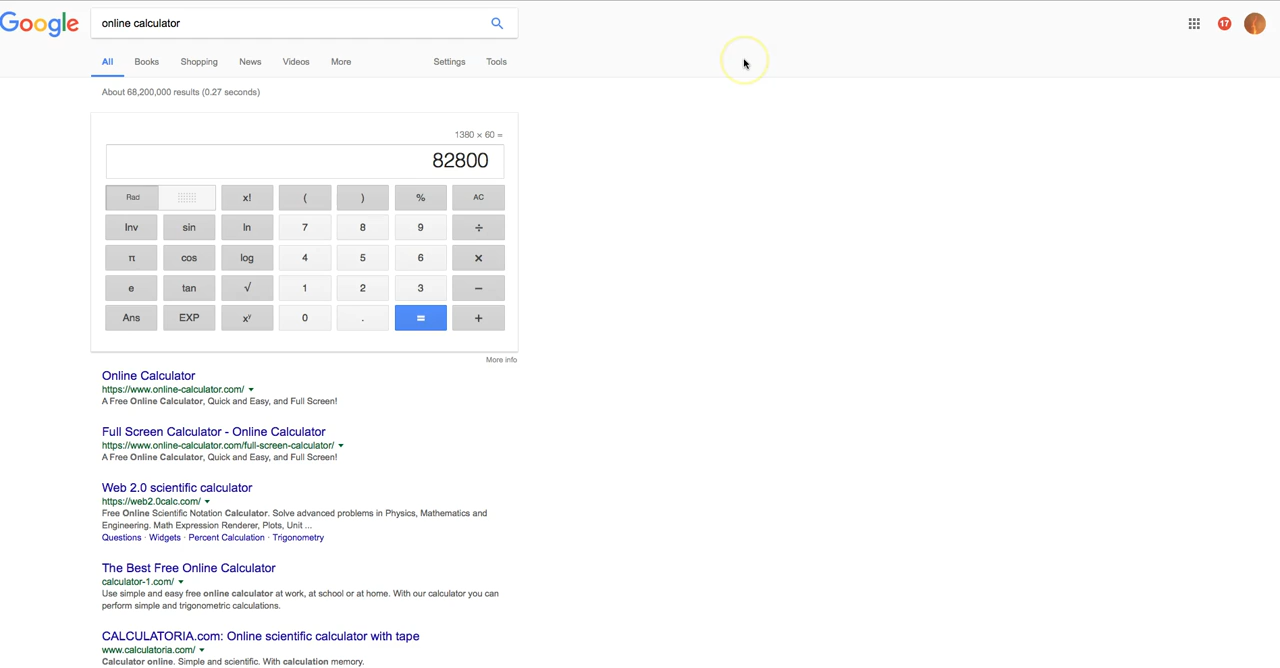 Google
online calculator
17
All Books Shopping News Videos More Settings Tools
About 68,200,000 results (0.27 seconds)
1380 × 60 =
82800
Rad x! ( ) % AC
Inv sin ln 7 8 9 ÷
π cos log 4 5 6 ×
e tan √ 1 2 3 −
Ans EXP xʸ 0 . = +
More info
Online Calculator
https://www.online-calculator.com/
A Free Online Calculator, Quick and Easy, and Full Screen!
Full Screen Calculator - Online Calculator
https://www.online-calculator.com/full-screen-calculator/
A Free Online Calculator, Quick and Easy, and Full Screen!
Web 2.0 scientific calculator
https://web2.0calc.com/
Free Online Scientific Notation Calculator. Solve advanced problems in Physics, Mathematics and
Engineering. Math Expression Renderer, Plots, Unit ...
Questions · Widgets · Percent Calculation · Trigonometry
The Best Free Online Calculator
calculator-1.com/
Use simple and easy free online calculator at work, at school or at home. With our calculator you can
perform simple and trigonometric calculations.
CALCULATORIA.com: Online scientific calculator with tape
www.calculatoria.com/
Calculator online. Simple and scientific. With calculation memory.